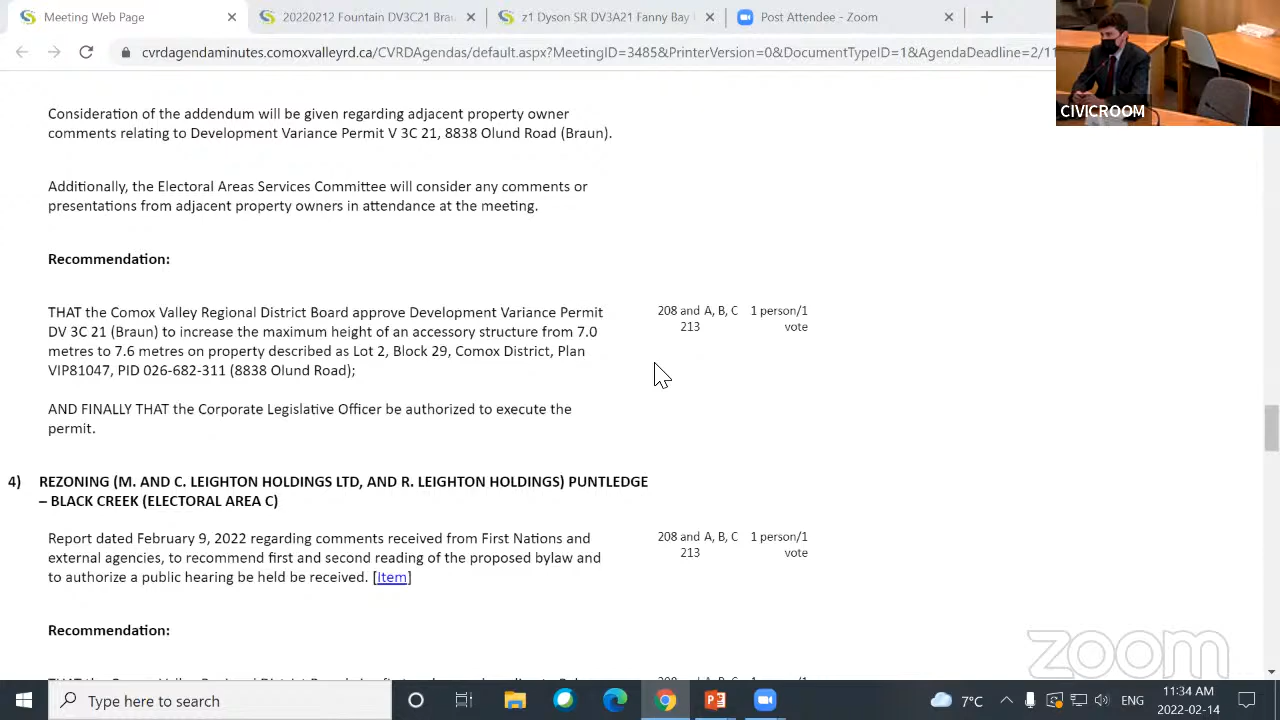 Meeting Web Page
20220212 Fountain DV3C21 Bra
z1 Dyson SR DV3A21 Fanny Bay
Post Attendee - Zoom
cvrdagendaminutes.comoxvalleyrd.ca/CVRDAgendas/default.aspx?MeetingID=3485&PrinterVersion=0&DocumentTypeID=1&AgendaDeadline=2/11
CIVICROOM
Consideration of the addendum will be given regarding adjacent property owner
comments relating to Development Variance Permit V 3C 21, 8838 Olund Road (Braun).
Additionally, the Electoral Areas Services Committee will consider any comments or
presentations from adjacent property owners in attendance at the meeting.
Recommendation:
THAT the Comox Valley Regional District Board approve Development Variance Permit 208 and A, B, C 1 person/1
DV 3C 21 (Braun) to increase the maximum height of an accessory structure from 7.0 213 vote
metres to 7.6 metres on property described as Lot 2, Block 29, Comox District, Plan
VIP81047, PID 026-682-311 (8838 Olund Road);
AND FINALLY THAT the Corporate Legislative Officer be authorized to execute the
permit.
4) REZONING (M. AND C. LEIGHTON HOLDINGS LTD, AND R. LEIGHTON HOLDINGS) PUNTLEDGE
– BLACK CREEK (ELECTORAL AREA C)
Report dated February 9, 2022 regarding comments received from First Nations and 208 and A, B, C 1 person/1
external agencies, to recommend first and second reading of the proposed bylaw and 213 vote
to authorize a public hearing be held be received. [Item]
Recommendation:
zoom
Type here to search
7°C
ENG
11:34 AM
2022-02-14